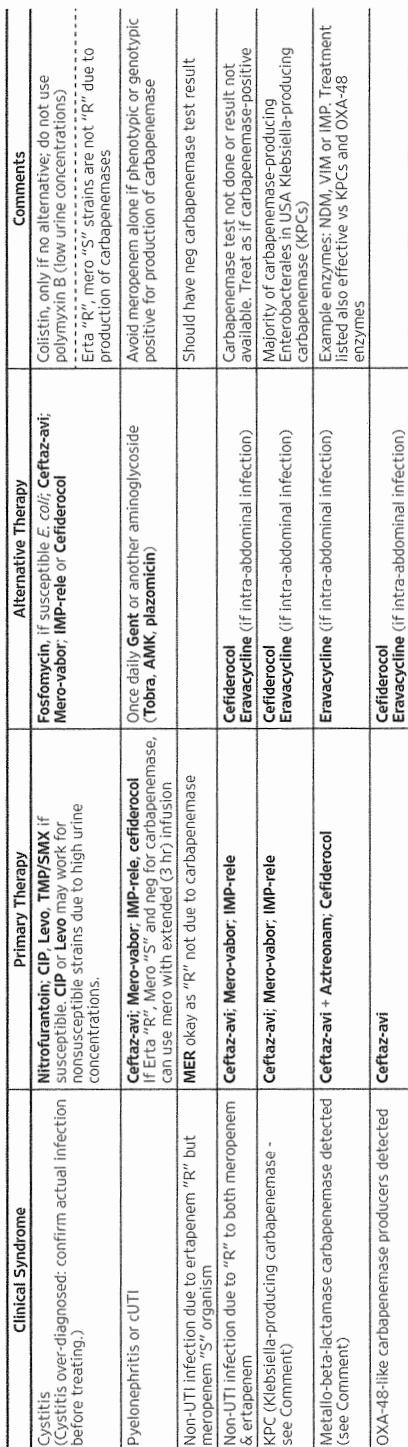 Clinical Syndrome
Primary Therapy
Alternative Therapy
Comments
Cystitis
(Cystitis over-diagnosed: confirm actual infection
before treating.)
Nitrofurantoin; CIP, Levo, TMP/SMX if
susceptible. CIP or Levo may work for
nonsusceptible strains due to high urine
concentrations.
Fosfomycin, if susceptible E. coli; Ceftaz-avi;
Mero-vabor; IMP-rele or Cefiderocol
Colistin, only if no alternative; do not use
polymyxin B (low urine concentrations)
Erta "R", mero "S" strains are not "R" due to
production of carbapenemases
Pyelonephritis or cUTI
Ceftaz-avi; Mero-vabor; IMP-rele, cefiderocol
If Erta "R", Mero "S" and neg for carbapenemase,
can use mero with extended (3 hr) infusion
Once daily Gent or another aminoglycoside
(Tobra, AMK, plazomicin)
Avoid meropenem alone if phenotypic or genotypic
positive for production of carbapenemase
Non-UTI infection due to ertapenem "R" but
meropenem "S" organism
MER okay as "R" not due to carbapenemase
Should have neg carbapenemase test result
Non-UTI infection due to "R" to both meropenem
& ertapenem
Ceftaz-avi; Mero-vabor; IMP-rele
Cefiderocol
Eravacycline (if intra-abdominal infection)
Carbapenemase test not done or result not
available. Treat as if carbapenemase-positive
KPC (Klebsiella-producing carbapenemase -
see Comment)
Ceftaz-avi; Mero-vabor; IMP-rele
Cefiderocol
Eravacycline (if intra-abdominal infection)
Majority of carbapenemase-producing
Enterobacterales in USA Klebsiella-producing
carbapenemase (KPCs)
Metallo-beta-lactamase carbapenemase detected
(see Comment)
Ceftaz-avi + Aztreonam; Cefiderocol
Eravacycline (if intra-abdominal infection)
Example enzymes: NDM, VIM or IMP. Treatment
listed also effective vs KPCs and OXA-48
enzymes
OXA-48-like carbapenemase producers detected
Ceftaz-avi
Cefiderocol
Eravacycline (if intra-abdominal infection)